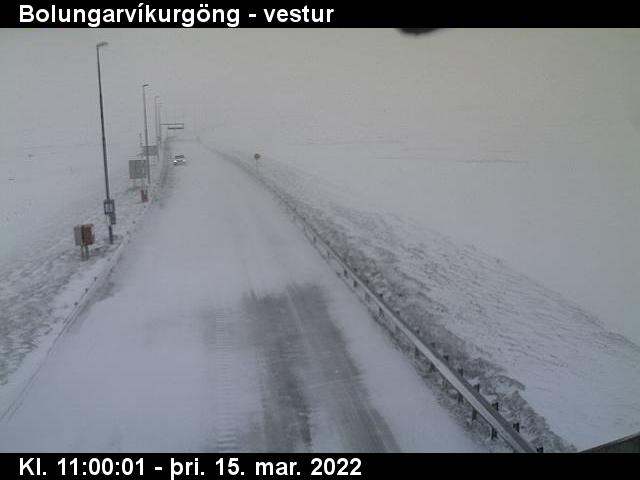 Bolungarvíkurgöng - vestur
Kl. 11:00:01 - þri. 15. mar. 2022